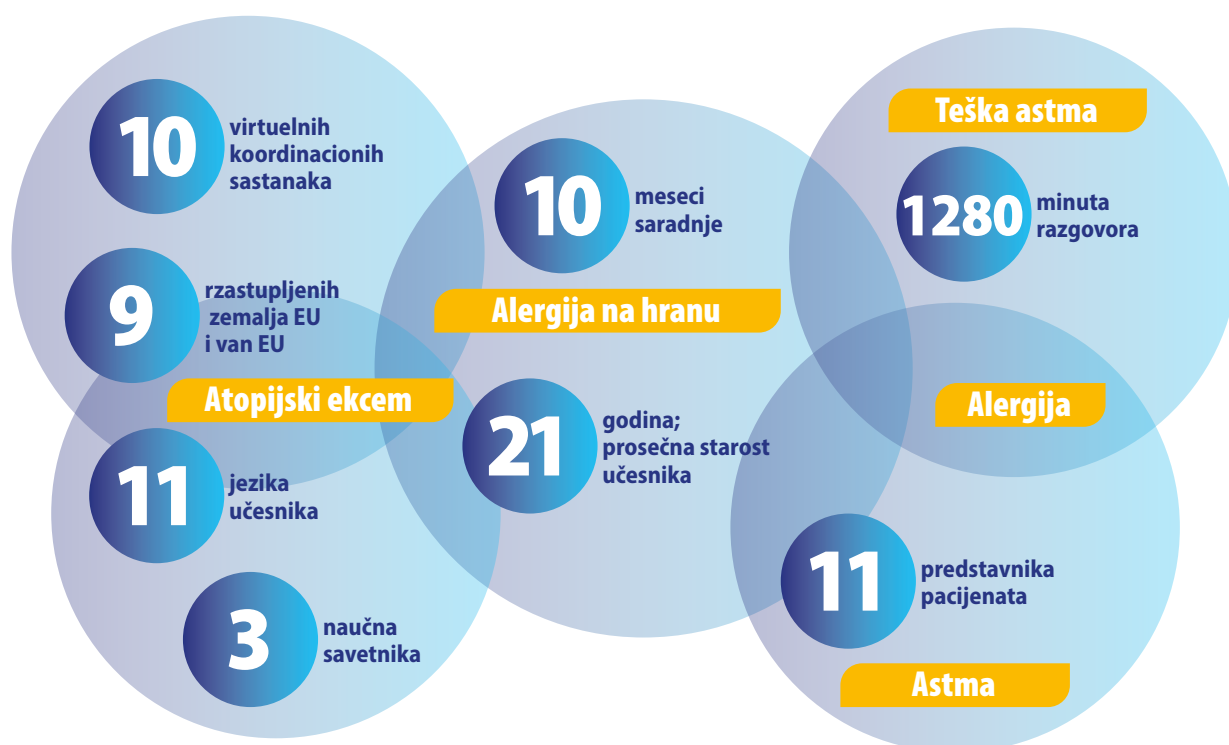 10
virtuelnih
koordinacionih
sastanaka
9
rzastupljenih
zemalja EU
i van EU
Atopijski ekcem
11
jezika
učesnika
3
naučna
savetnika
10
meseci
saradnje
Alergija na hranu
21
godina;
prosečna starost
učesnika
Teška astma
1280
minuta
razgovora
Alergija
11
predstavnika
pacijenata
Astma